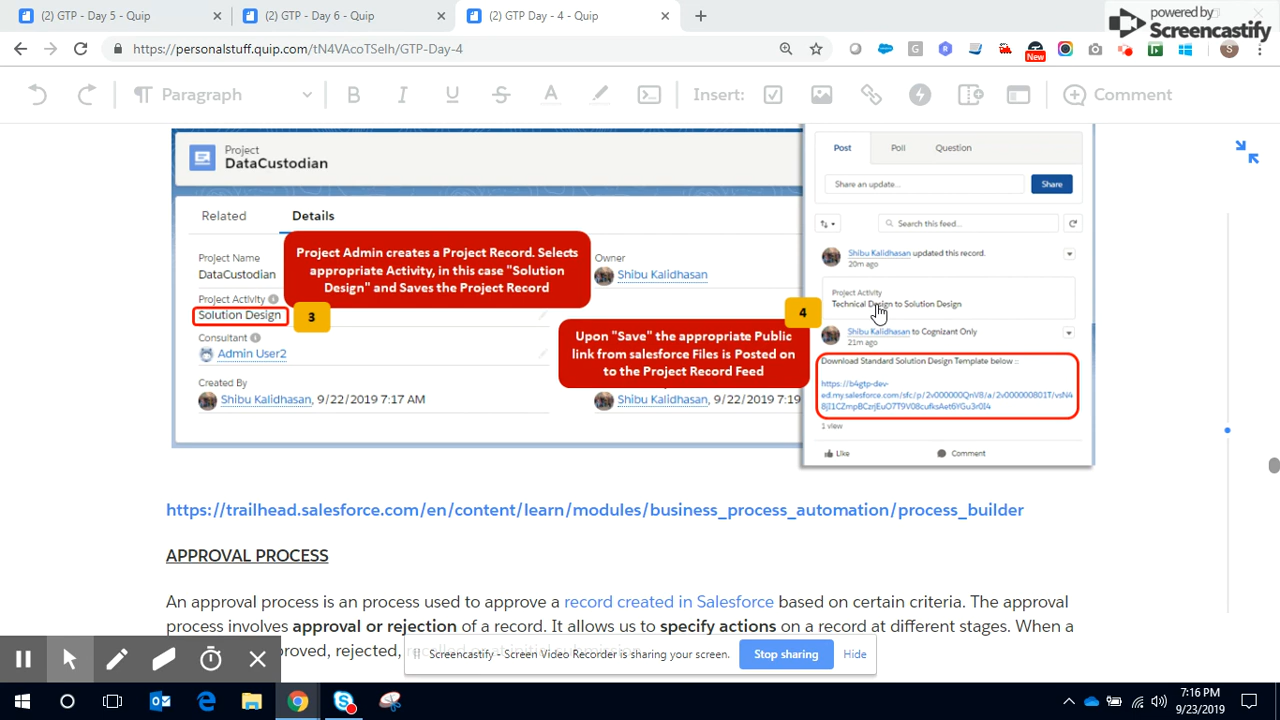 (2) GTP Day - 5 - Quip
(2) GTP - Day 6 - Quip
(2) GTP Day - 4 - Quip
powered by
Screencastify
https://personalstuff.quip.com/tN4VAcoTSelh/GTP-Day-4
New
S
Paragraph
B I U S A
Insert:
Comment
Project
DataCustodian
Related
Details
Project Name
DataCustodian
Project Activity
Solution Design
3
Consultant
Admin User2
Created By
Shibu Kalidhasan, 9/22/2019 7:17 AM
Project Admin creates a Project Record. Selects
appropriate Activity, in this case "Solution
Design" and Saves the Project Record
Owner
Shibu Kalidhasan
4
Upon "Save" the appropriate Public
link from salesforce Files is Posted on
to the Project Record Feed
Shibu Kalidhasan, 9/22/2019 7:19
Post
Poll
Question
Share an update...
Share
Search this feed...
Shibu Kalidhasan updated this record.
20m ago
Project Activity
Technical Design to Solution Design
Shibu Kalidhasan to Cognizant Only
21m ago
Download Standard Solution Design Template below ::
https://b4gtp-dev-
1 view
Like
Comment
https://trailhead.salesforce.com/en/content/learn/modules/business_process_automation/process_builder
APPROVAL PROCESS
An approval process is an process used to approve a record created in Salesforce based on certain criteria. The approval
process involves approval or rejection of a record. It allows us to specify actions on a record at different stages. When a
rejected,
Screencastify - Screen Video Recorder is sharing your screen.
Stop sharing
Hide
7:16 PM
9/23/2019